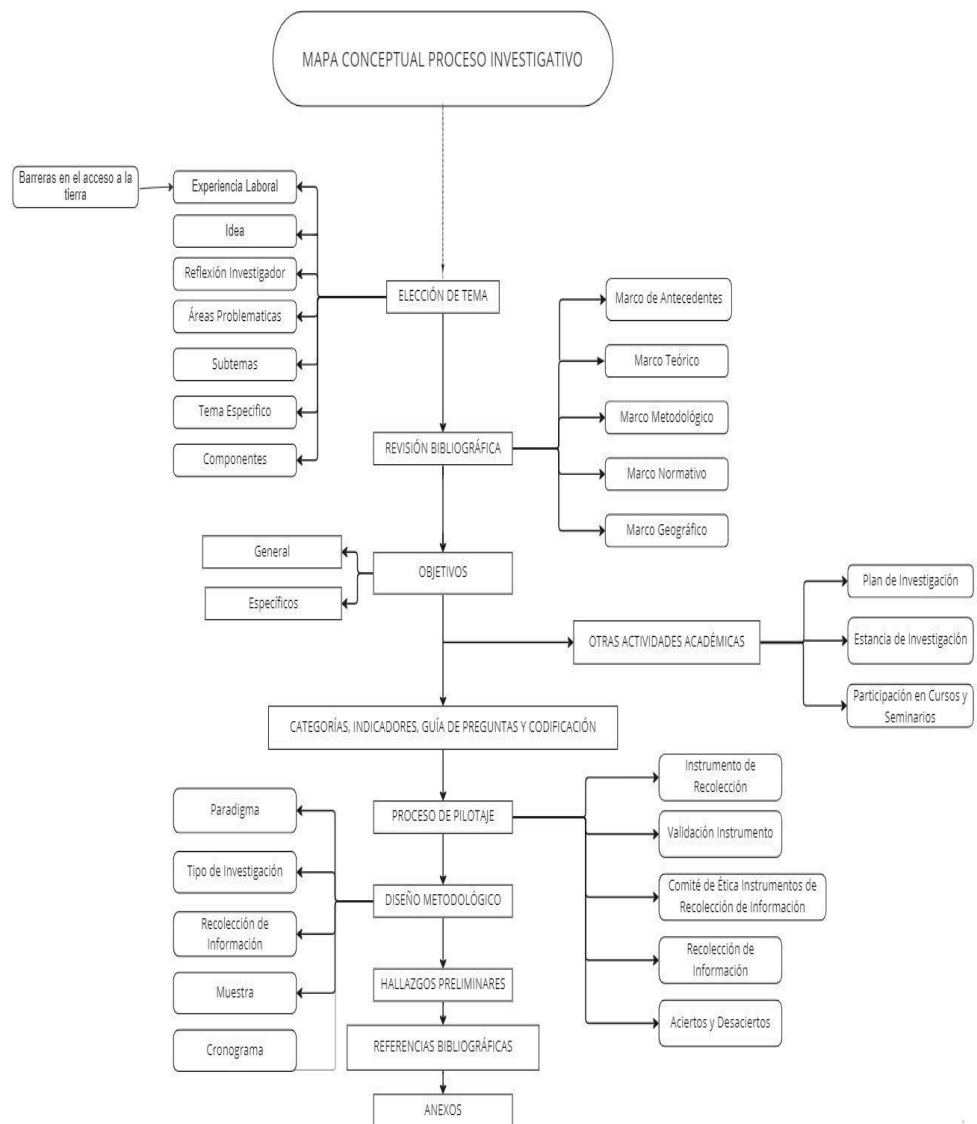 MAPA CONCEPTUAL PROCESO INVESTIGATIVO
Barreras en el acceso a la
tierra
Experiencia Laboral
Idea
Reflexión Investigador
Áreas Problematicas
Subtemas
Tema Especifico
Componentes
ELECCIÓN DE TEMA
Marco de Antecedentes
Marco Teórico
Marco Metodológico
Marco Normativo
Marco Geográfico
REVISIÓN BIBLIOGRÁFICA
General
Específicos
OBJETIVOS
OTRAS ACTIVIDADES ACADÉMICAS
Plan de Investigación
Estancia de Investigación
Participación en Cursos y
Seminarios
CATEGORÍAS, INDICADORES, GUÍA DE PREGUNTAS Y CODIFICACIÓN
PROCESO DE PILOTAJE
Instrumento de
Recolección
Validación Instrumento
Comité de Ética Instrumentos de
Recolección de Información
Recolección de
Información
Aciertos y Desaciertos
Paradigma
Tipo de Investigación
Recolección de
Información
Muestra
Cronograma
DISEÑO METODOLÓGICO
HALLAZGOS PRELIMINARES
REFERENCIAS BIBLIOGRÁFICAS
ANEXOS